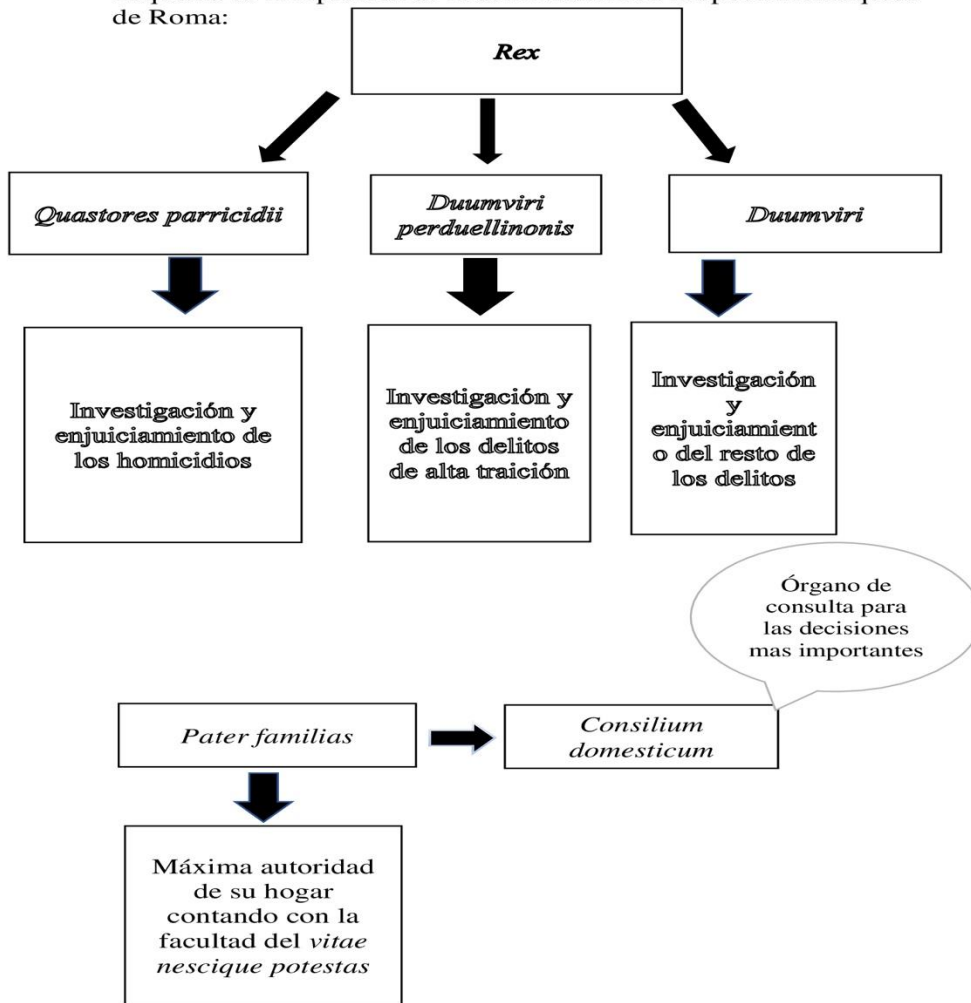 de Roma:
Rex
Quastores parricidii
Duumviri
perduellinonis
Duumviri
Investigación y
enjuiciamiento de
los homicidios
Investigación y
enjuiciamiento
de los delitos
de alta traición
Investigación
y
enjuiciamient
o del resto de
los delitos
Órgano de
consulta para
las decisiones
mas importantes
Pater familias
Consilium
domesticum
Máxima autoridad
de su hogar
contando con la
facultad del vitae
nescique potestas